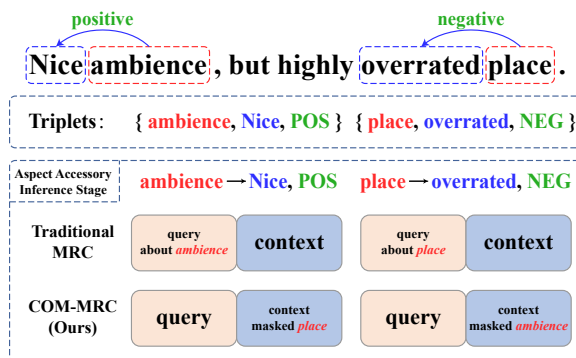 positive negative
Nice ambience , but highly overrated place .
Triplets: { ambience, Nice, POS } { place, overrated, NEG }
Aspect Accessory
Inference Stage
ambience → Nice, POS place → overrated, NEG
Traditional
MRC
query
about ambience
context
query
about place
context
COM-MRC
(Ours)
query
context
masked place
query
context
masked ambience